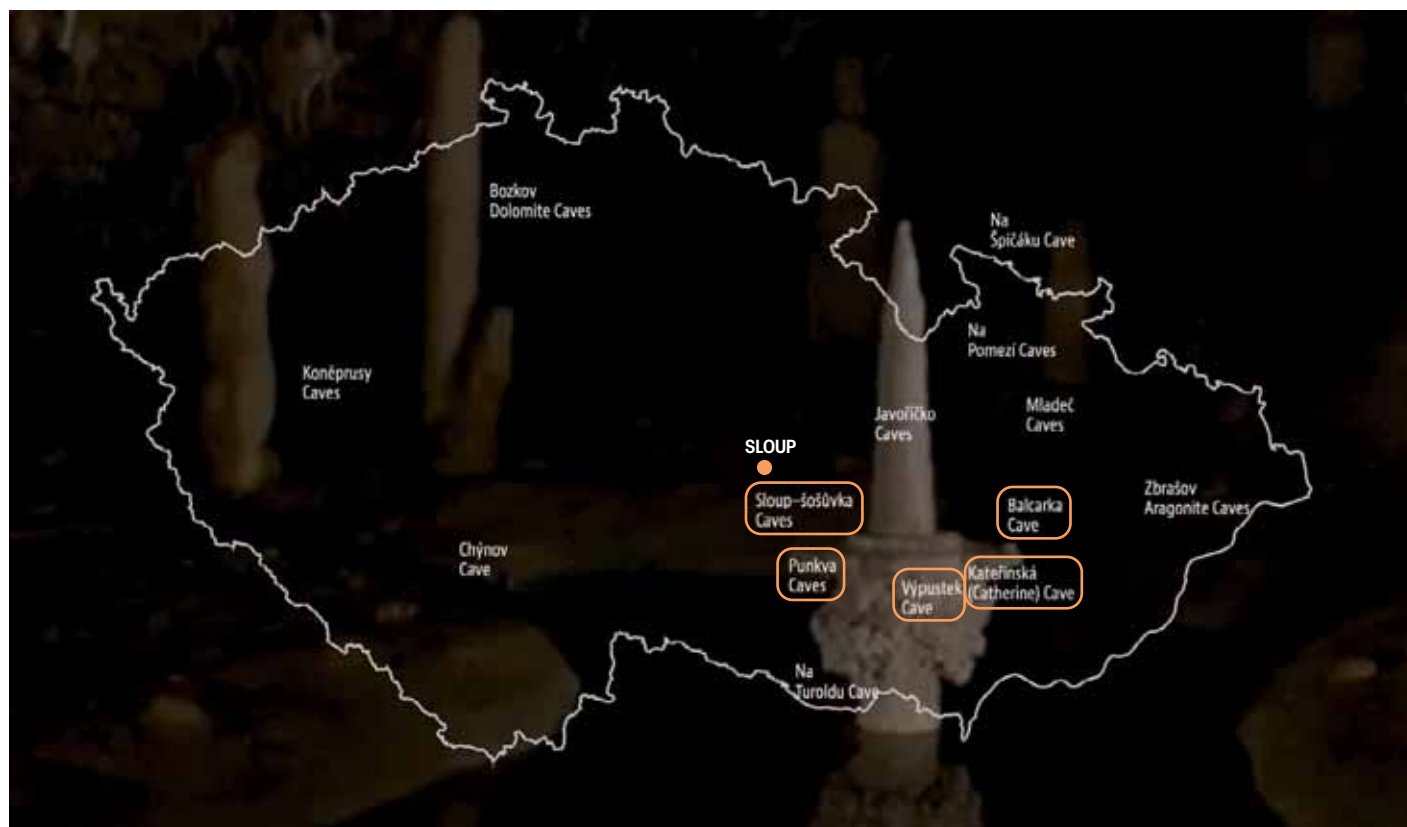 Bozkov
Dolomite Caves
Na
Špičáku Cave
Na
Pomezí Caves
Koněprusy
Caves
Javoříčko
Caves
Mladeč
Caves
SLOUP
Sloup–šošůvka
Caves
Balcarka
Cave
Zbrašov
Aragonite Caves
Chýnov
Cave
Punkva
Caves
Výpustek
Cave
Kateřinská
(Catherine) Cave
Na
Turoldu Cave